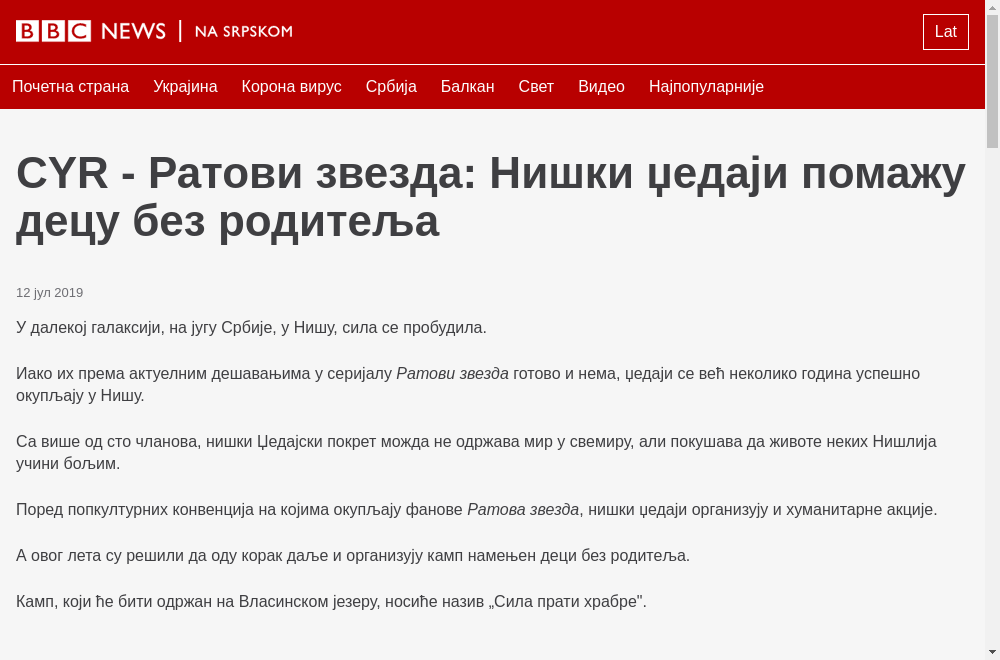 BBC NEWS | NA SRPSKOM
Lat
Почетна страна Украјина Корона вирус Србија Балкан Свет Видео Најпопуларније
CYR - Ратови звезда: Нишки џедаји помажу
децу без родитеља
12 јул 2019
У далекој галаксији, на југу Србије, у Нишу, сила се пробудила.
Иако их према актуелним дешавањима у серијалу Ратови звезда готово и нема, џедаји се већ неколико година успешно
окупљају у Нишу.
Са више од сто чланова, нишки Џедајски покрет можда не одржава мир у свемиру, али покушава да животе неких Нишлија
учини бољим.
Поред попкултурних конвенција на којима окупљају фанове Ратова звезда, нишки џедаји организују и хуманитарне акције.
А овог лета су решили да оду корак даље и организују камп намењен деци без родитеља.
Камп, који ће бити одржан на Власинском језеру, носиће назив „Сила прати храбре".